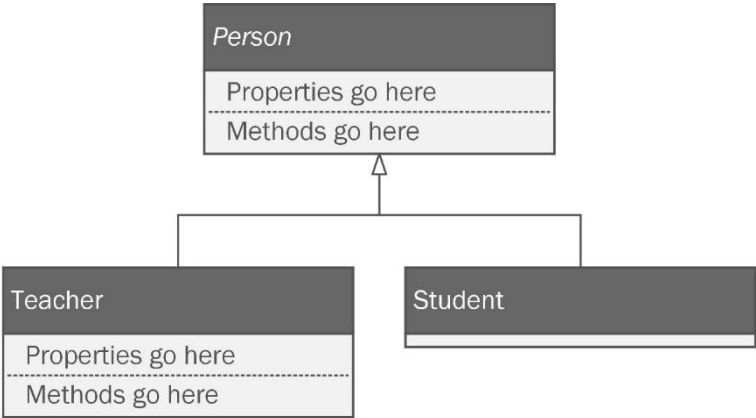 Person
Properties go here
Methods go here
Teacher
Properties go here
Methods go here
Student